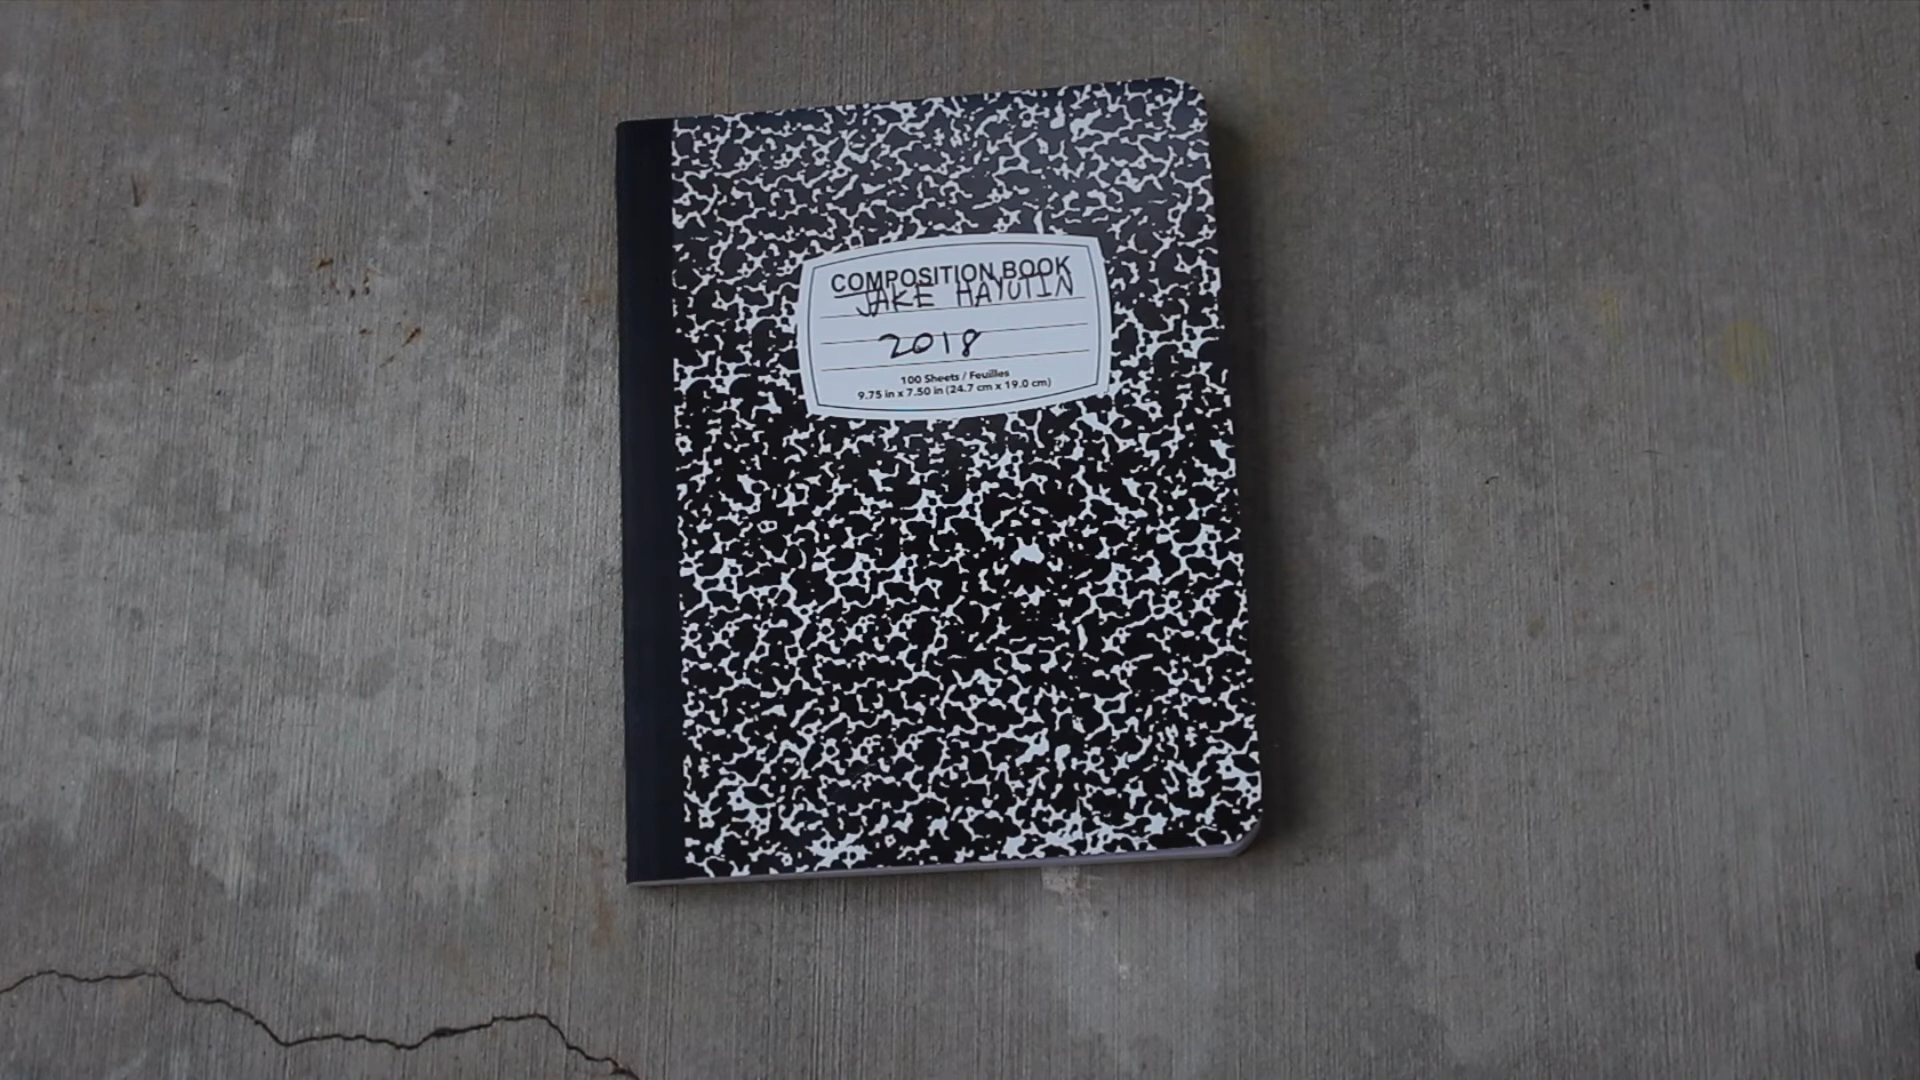 COMPOSITION BOOK
JAKE HAYUTIN
2018
100 Sheets / Feuilles
9.75 in x 7.50 in (24.7 cm x 19.0 cm)